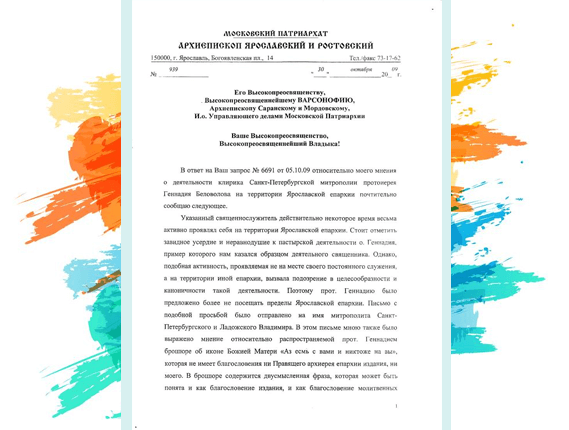 МОСКОВСКИЙ ПАТРИАРХАТ
АРХИЕПИСКОП ЯРОСЛАВСКИЙ И РОСТОВСКИЙ
150000, г. Ярославль, Богоявленская пл., 14 Тел./факс 73-17-62
№ 939 "10" октября 2009 г.
Его Высокопреосвященству,
Высокопреосвященнейшему ВАРСОНОФИЮ,
Архиепископу Саранскому и Мордовскому,
И.о. Управляющего делами Московской Патриархии
Ваше Высокопреосвященство,
Высокопреосвященнейший Владыка!
В ответ на Ваш запрос № 6691 от 05.10.09 относительно моего мнения
о деятельности клирика Санкт-Петербургской митрополии протоиерея
Геннадия Беловолова на территории Ярославской епархии почтительно
сообщаю следующее.
Указанный священнослужитель действительно некоторое время весьма
активно проявлял себя на территории Ярославской епархии. Стоит отметить
завидное усердие и неравнодушие к пастырской деятельности о. Геннадия,
пример которого нам казался образцом деятельного священника. Однако,
подобная активность, проявляемая не на месте своего постоянного служения,
а на территории иной епархии, вызвала подозрение в целесообразности и
каноничности такой деятельности. Поэтому прот. Геннадию было
предложено более не посещать пределы Ярославской епархии. Письмо с
подобной просьбой было отправлено на имя митрополита Санкт-
Петербургского и Ладожского Владимира. В этом письме мною также было
выражено мнение относительно распространяемой прот. Геннадием
брошюре об иконе Божией Матери «Аз есмь с вами и никтоже на вы»,
которая не имеет благословения ни Правящего архиерея епархии издания, ни
моего. В брошюре содержится двусмысленная фраза, которая может быть
понята и как благословение издания, и как благословение молитвенных
1